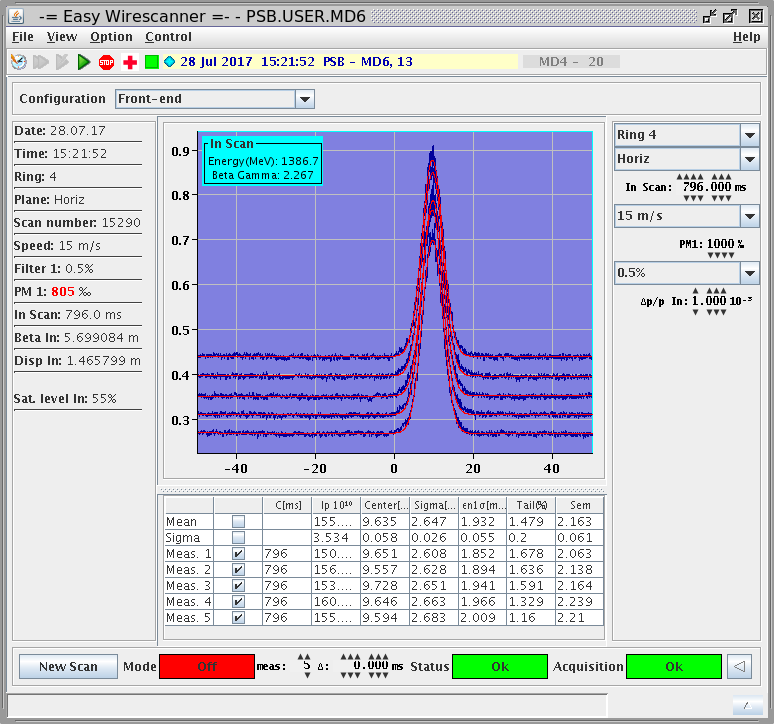 -= Easy Wirescanner =- - PSB.USER.MD6
File View Option Control Help
STOP 28 Jul 2017 15:21:52 PSB - MD6, 13 MD4 - 20
Configuration Front-end
Date: 28.07.17
Time: 15:21:52
Ring: 4
Plane: Horiz
Scan number: 15290
Speed: 15 m/s
Filter 1: 0.5%
PM 1: 805 ‰
In Scan: 796.0 ms
Beta In: 5.699084 m
Disp In: 1.465799 m
Sat. level In: 55%
In Scan
Energy(MeV): 1386.7
Beta Gamma: 2.267
0.9
0.8
0.7
0.6
0.5
0.4
0.3
-40 -20 0 20 40
Ring 4
Horiz
In Scan: 796.000 ms
15 m/s
PM1: 1000 ‰
0.5%
Δp/p In: 1.000 10⁻³
C[ms] Ip 10¹⁰ Center[... Sigma[... εn1σ[m... Tail(%) Sem
Mean 155.... 9.635 2.647 1.932 1.479 2.163
Sigma 3.534 0.058 0.026 0.055 0.2 0.061
Meas. 1 796 150.... 9.651 2.608 1.852 1.678 2.063
Meas. 2 796 156.... 9.557 2.628 1.894 1.636 2.138
Meas. 3 796 153.... 9.728 2.651 1.941 1.591 2.164
Meas. 4 796 160.... 9.646 2.663 1.966 1.329 2.239
Meas. 5 796 155.... 9.594 2.683 2.009 1.16 2.21
New Scan Mode Off meas: 5 Δ: 0.000 ms Status Ok Acquisition Ok